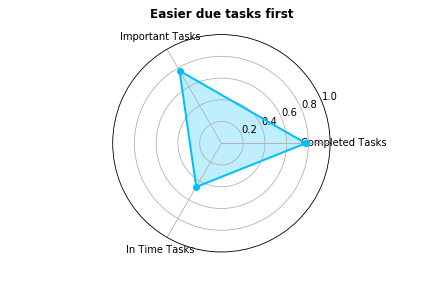 Easier due tasks first
Important Tasks
1.0
0.8
0.6
0.4
0.2
Completed Tasks
In Time Tasks